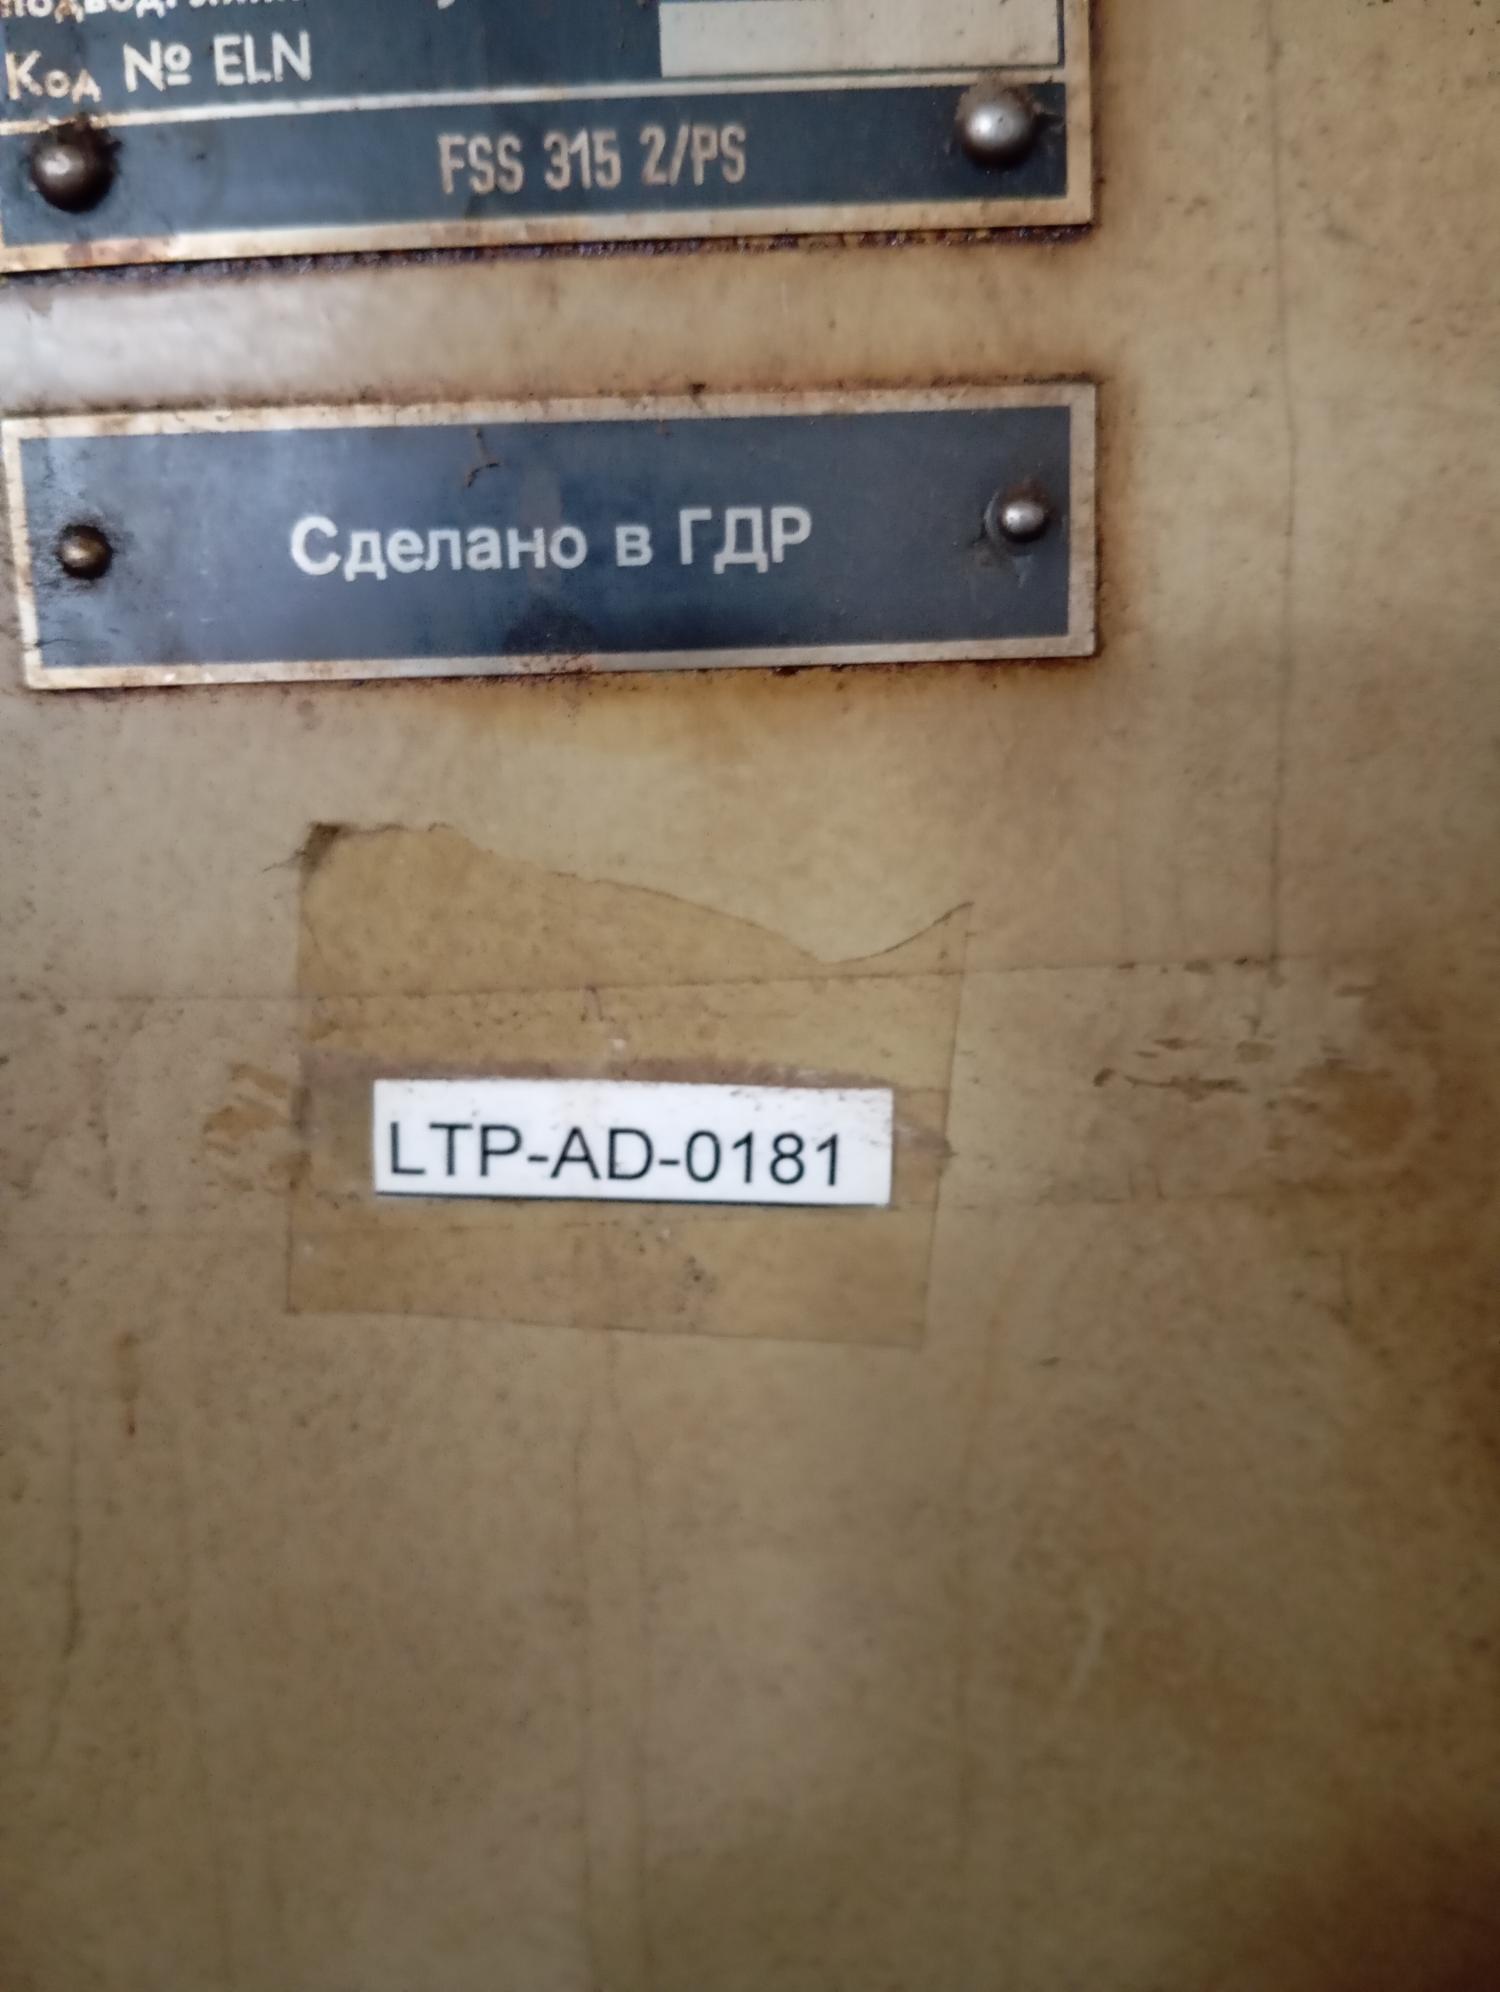 Код № ELN
FSS 315 2/PS
Сделано в ГДР
LTP-AD-0181